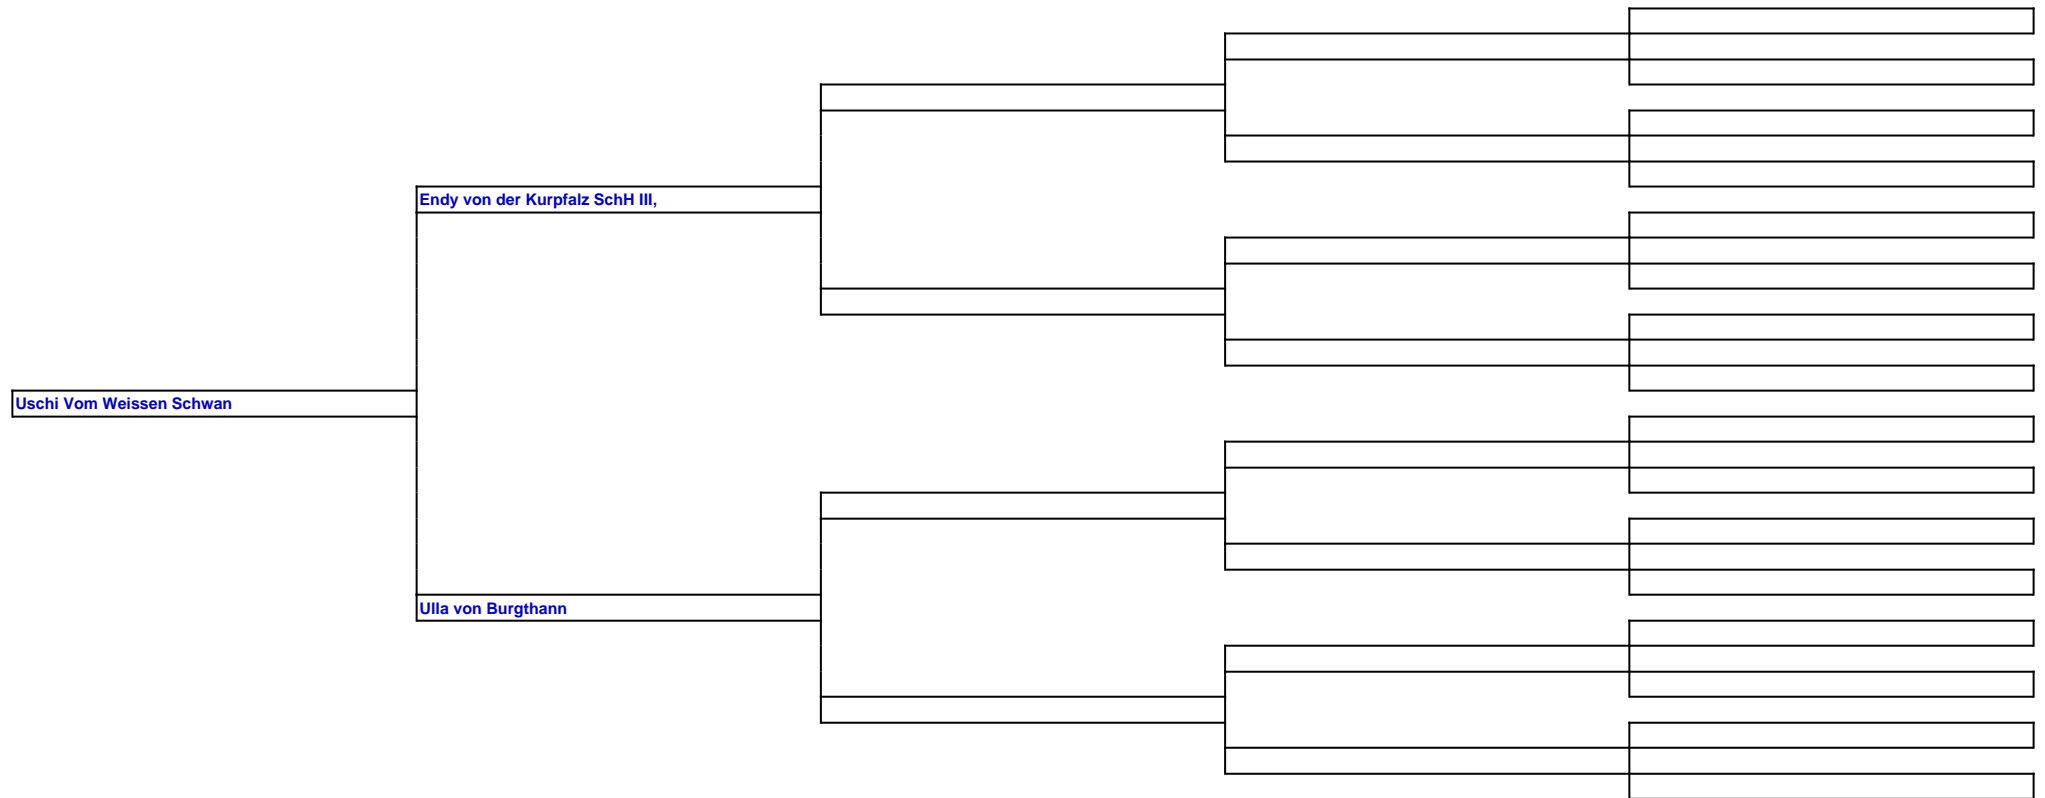 Endy von der Kurpfalz SchH III,
Uschi Vom Weissen Schwan
Ulla von Burgthann